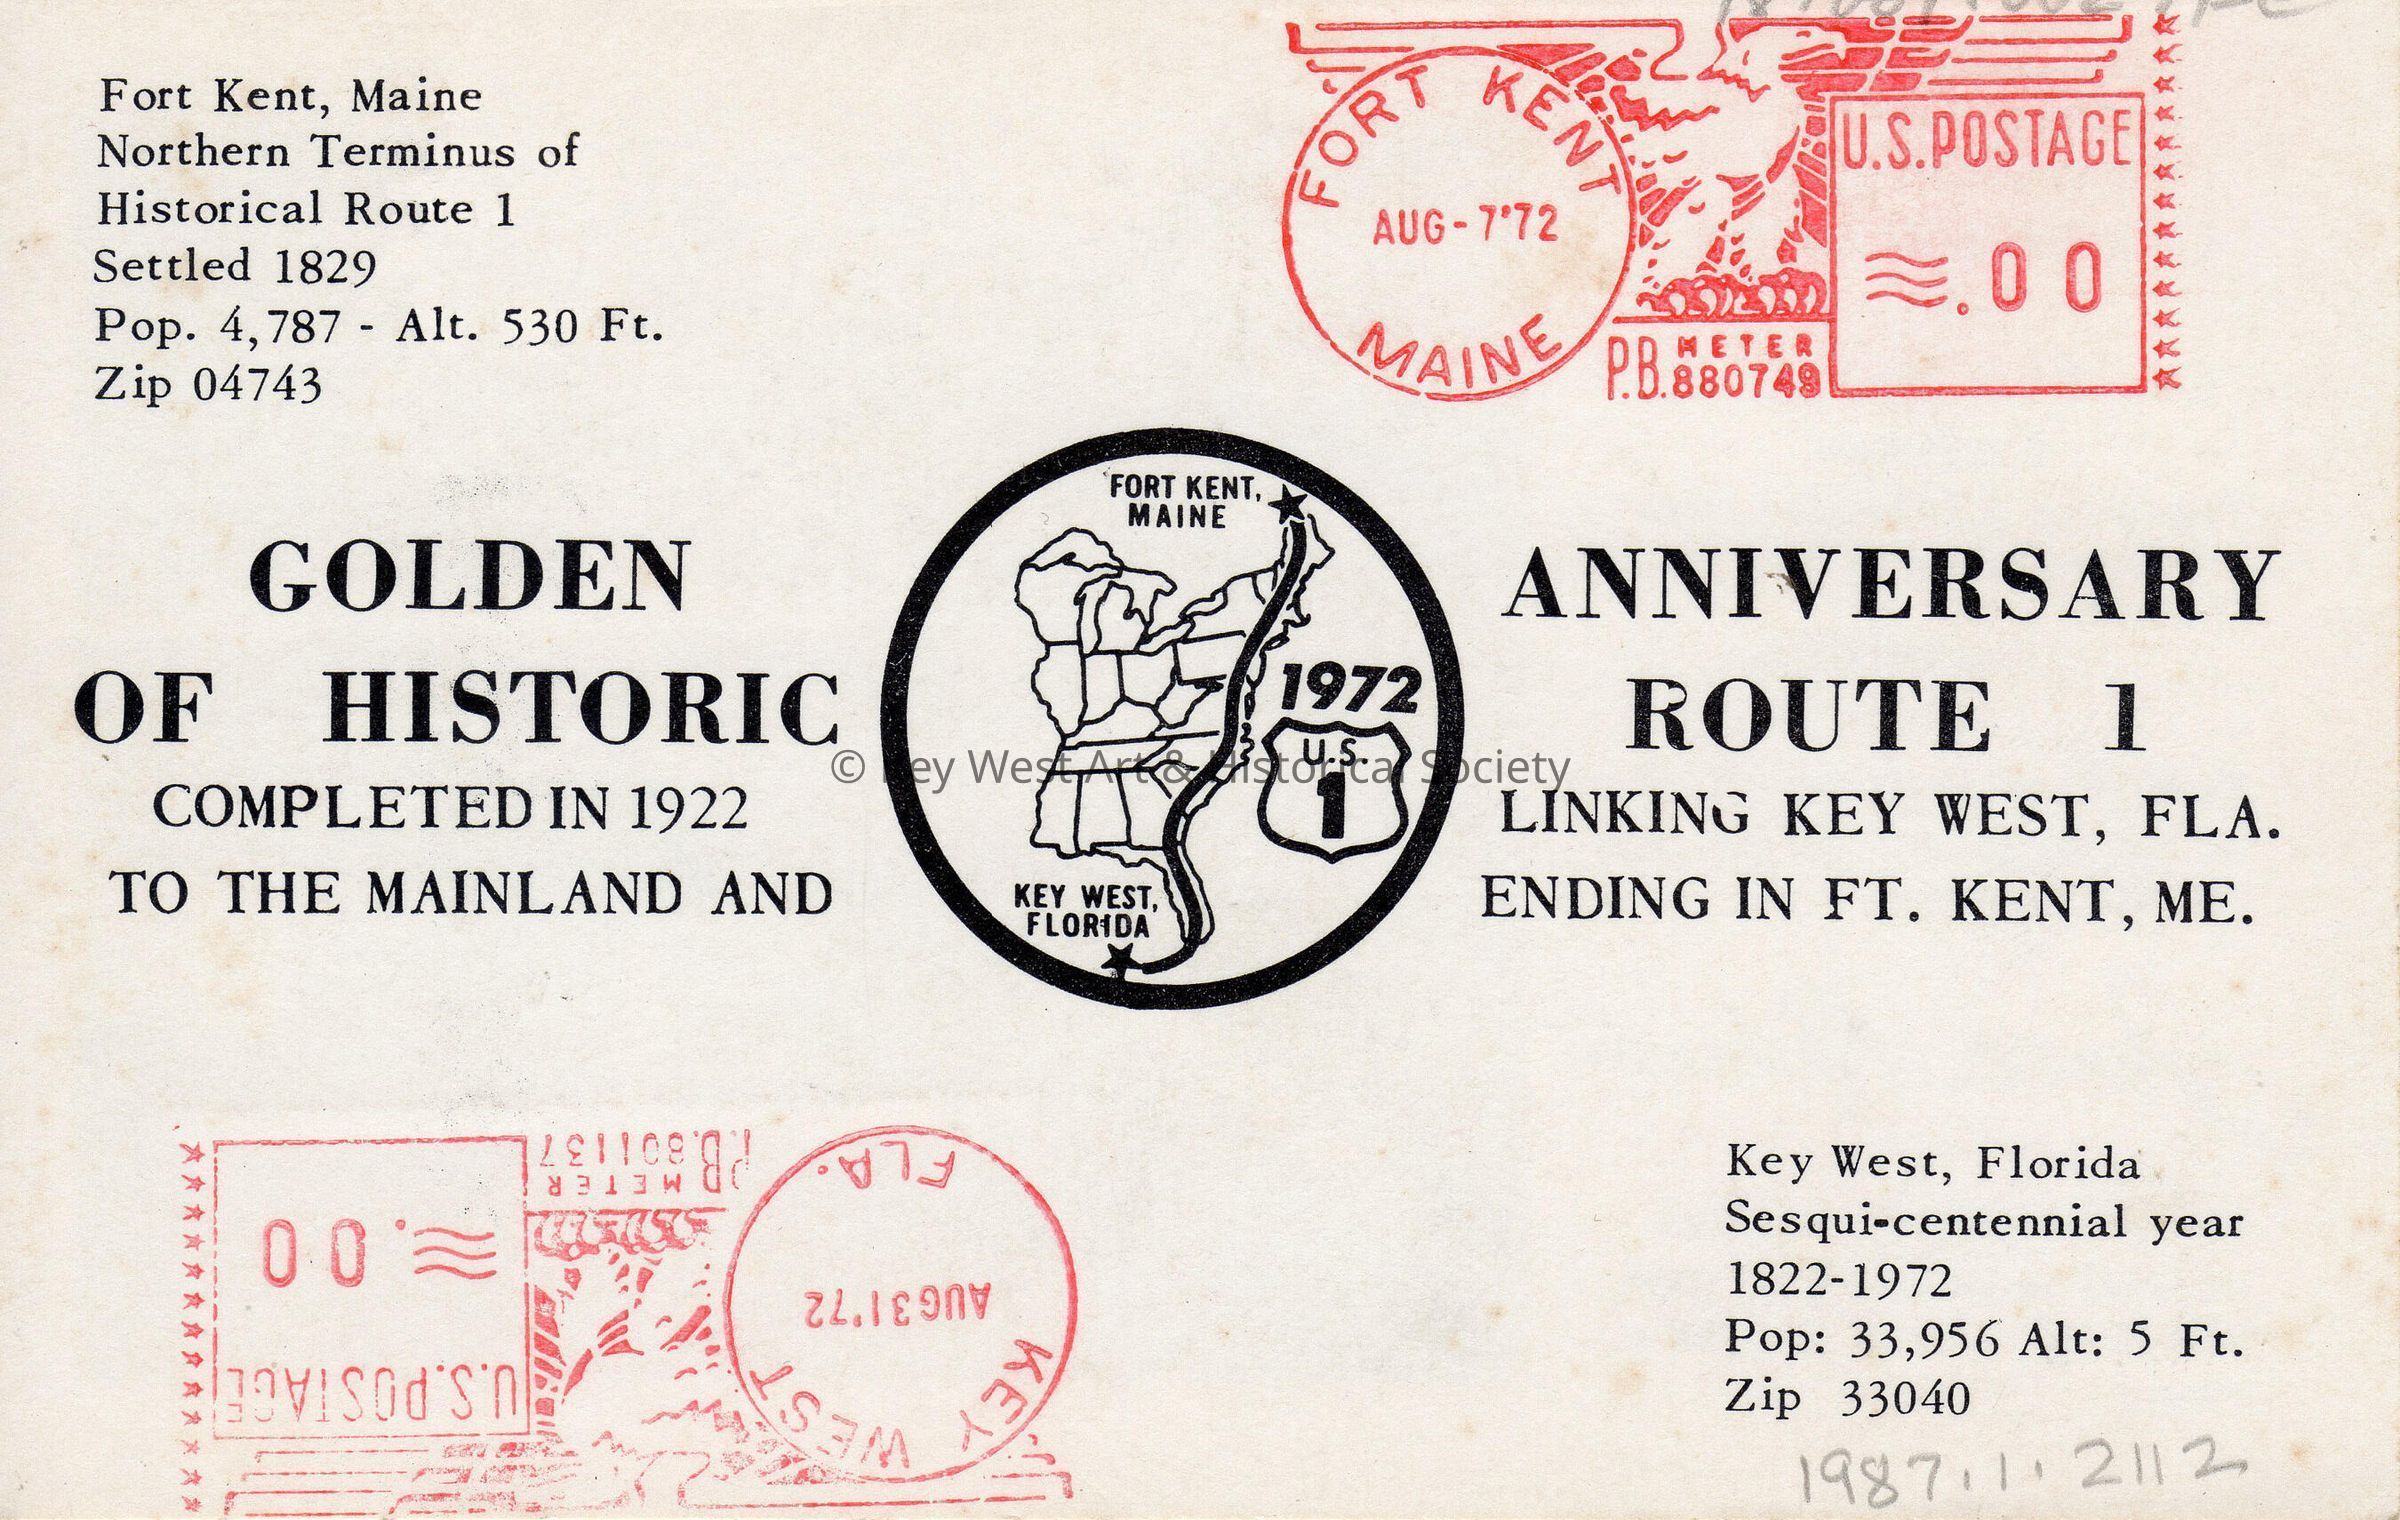 Fort Kent, Maine
Northern Terminus of
Historical Route 1
Settled 1829
Pop. 4,787 - Alt. 530 Ft.
Zip 04743
FORT KENT
AUG-7'72
MAINE
U.S.POSTAGE
.00
P.B. METER
880749
GOLDEN ANNIVERSARY
OF HISTORIC ROUTE 1
COMPLETED IN 1922 LINKING KEY WEST, FLA.
TO THE MAINLAND AND ENDING IN FT. KENT, ME.
FORT KENT,
MAINE
1972
U.S.
1
KEY WEST,
FLORIDA
© Key West Art & Historical Society
KEY WEST
AUG31'72
FLA.
U.S.POSTAGE
.00
P.B. METER
801137
Key West, Florida
Sesqui-centennial year
1822-1972
Pop: 33,956 Alt: 5 Ft.
Zip 33040
1987.1.2112